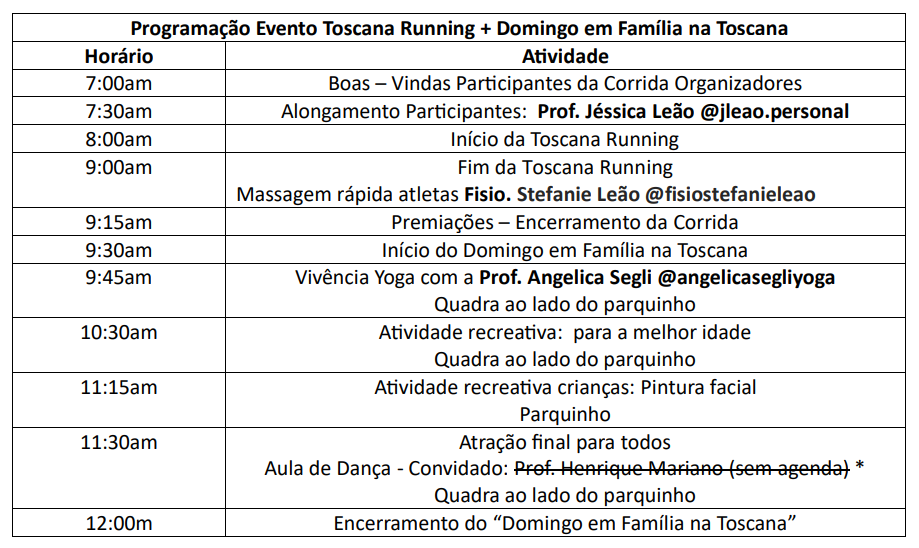 Programação Evento Toscana Running + Domingo em Família na Toscana
Horário Atividade
7:00am Boas – Vindas Participantes da Corrida Organizadores
7:30am Alongamento Participantes: Prof. Jéssica Leão @jleao.personal
8:00am Início da Toscana Running
9:00am Fim da Toscana Running
Massagem rápida atletas Fisio. Stefanie Leão @fisiostefanieleao
9:15am Premiações – Encerramento da Corrida
9:30am Início do Domingo em Família na Toscana
9:45am Vivência Yoga com a Prof. Angelica Segli @angelicasegliyoga
Quadra ao lado do parquinho
10:30am Atividade recreativa: para a melhor idade
Quadra ao lado do parquinho
11:15am Atividade recreativa crianças: Pintura facial
Parquinho
11:30am Atração final para todos
Aula de Dança - Convidado: Prof. Henrique Mariano (sem agenda) *
Quadra ao lado do parquinho
12:00m Encerramento do “Domingo em Família na Toscana”